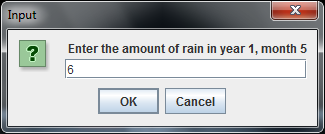 Input
Enter the amount of rain in year 1, month 5
6
OK Cancel